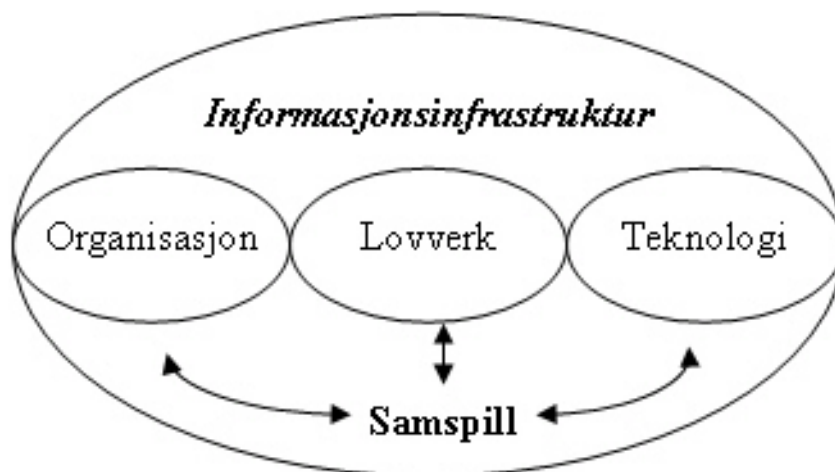 Informasjonsinfrastruktur
Organisasjon
Lovverk
Teknologi
Samspill